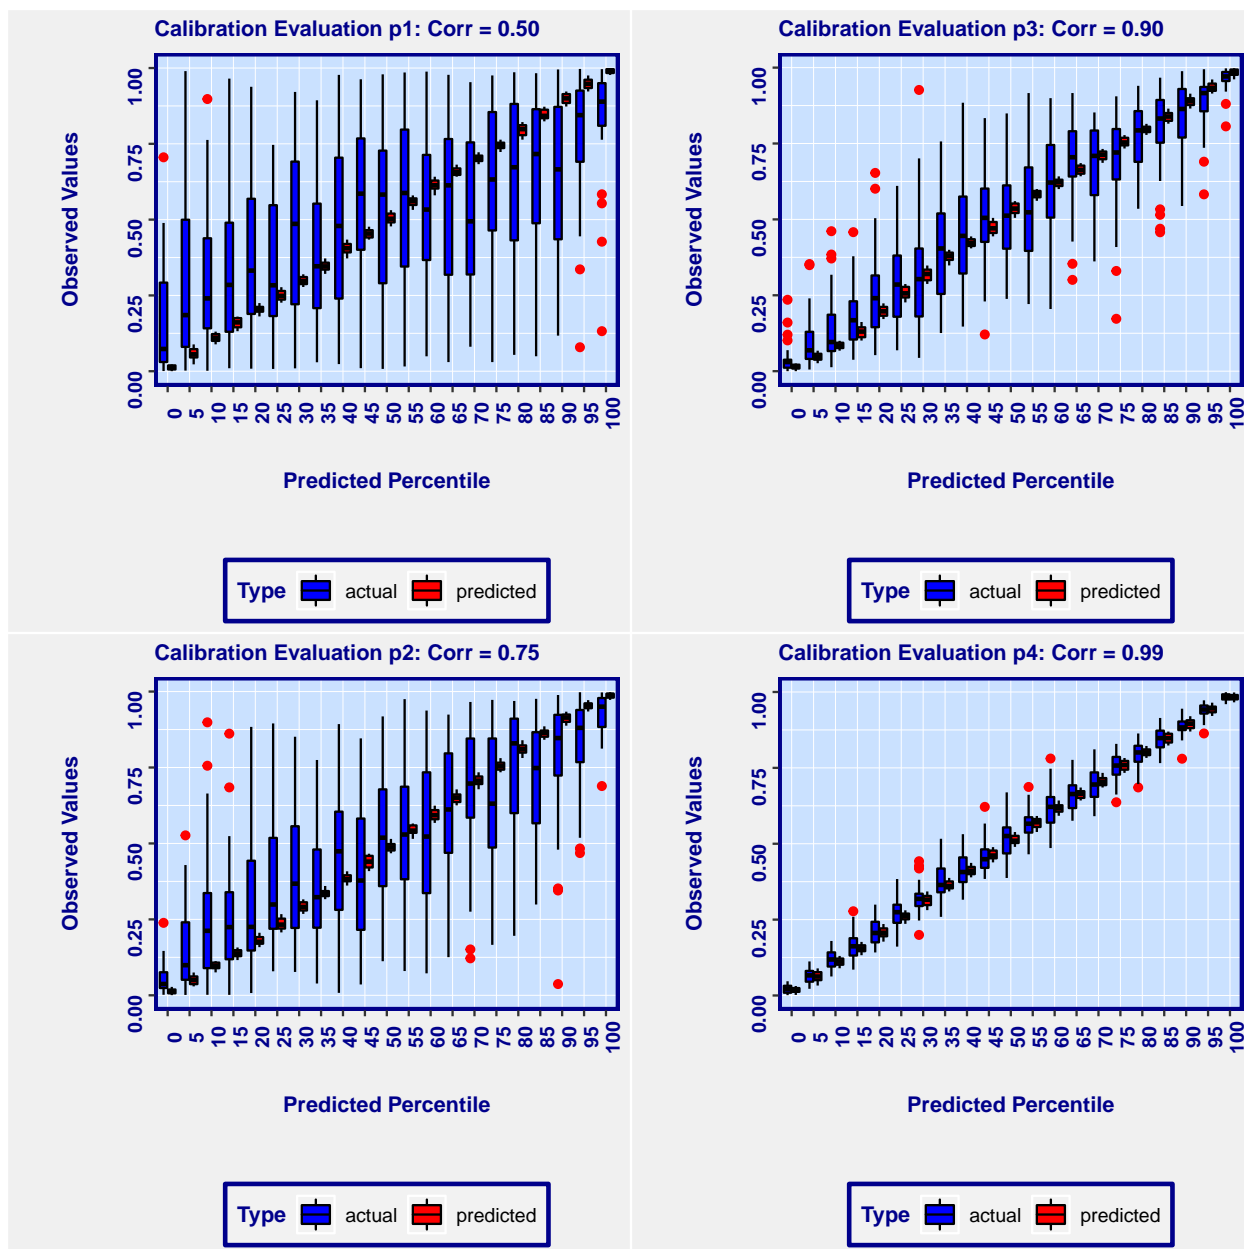 Calibration Evaluation p1: Corr = 0.50
Observed Values
1.00
0.75
0.50
0.25
0.00
0 5 10 15 20 25 30 35 40 45 50 55 60 65 70 75 80 85 90 95 100
Predicted Percentile
Type actual predicted
Calibration Evaluation p3: Corr = 0.90
Observed Values
1.00
0.75
0.50
0.25
0.00
0 5 10 15 20 25 30 35 40 45 50 55 60 65 70 75 80 85 90 95 100
Predicted Percentile
Type actual predicted
Calibration Evaluation p2: Corr = 0.75
Observed Values
1.00
0.75
0.50
0.25
0.00
0 5 10 15 20 25 30 35 40 45 50 55 60 65 70 75 80 85 90 95 100
Predicted Percentile
Type actual predicted
Calibration Evaluation p4: Corr = 0.99
Observed Values
1.00
0.75
0.50
0.25
0.00
0 5 10 15 20 25 30 35 40 45 50 55 60 65 70 75 80 85 90 95 100
Predicted Percentile
Type actual predicted